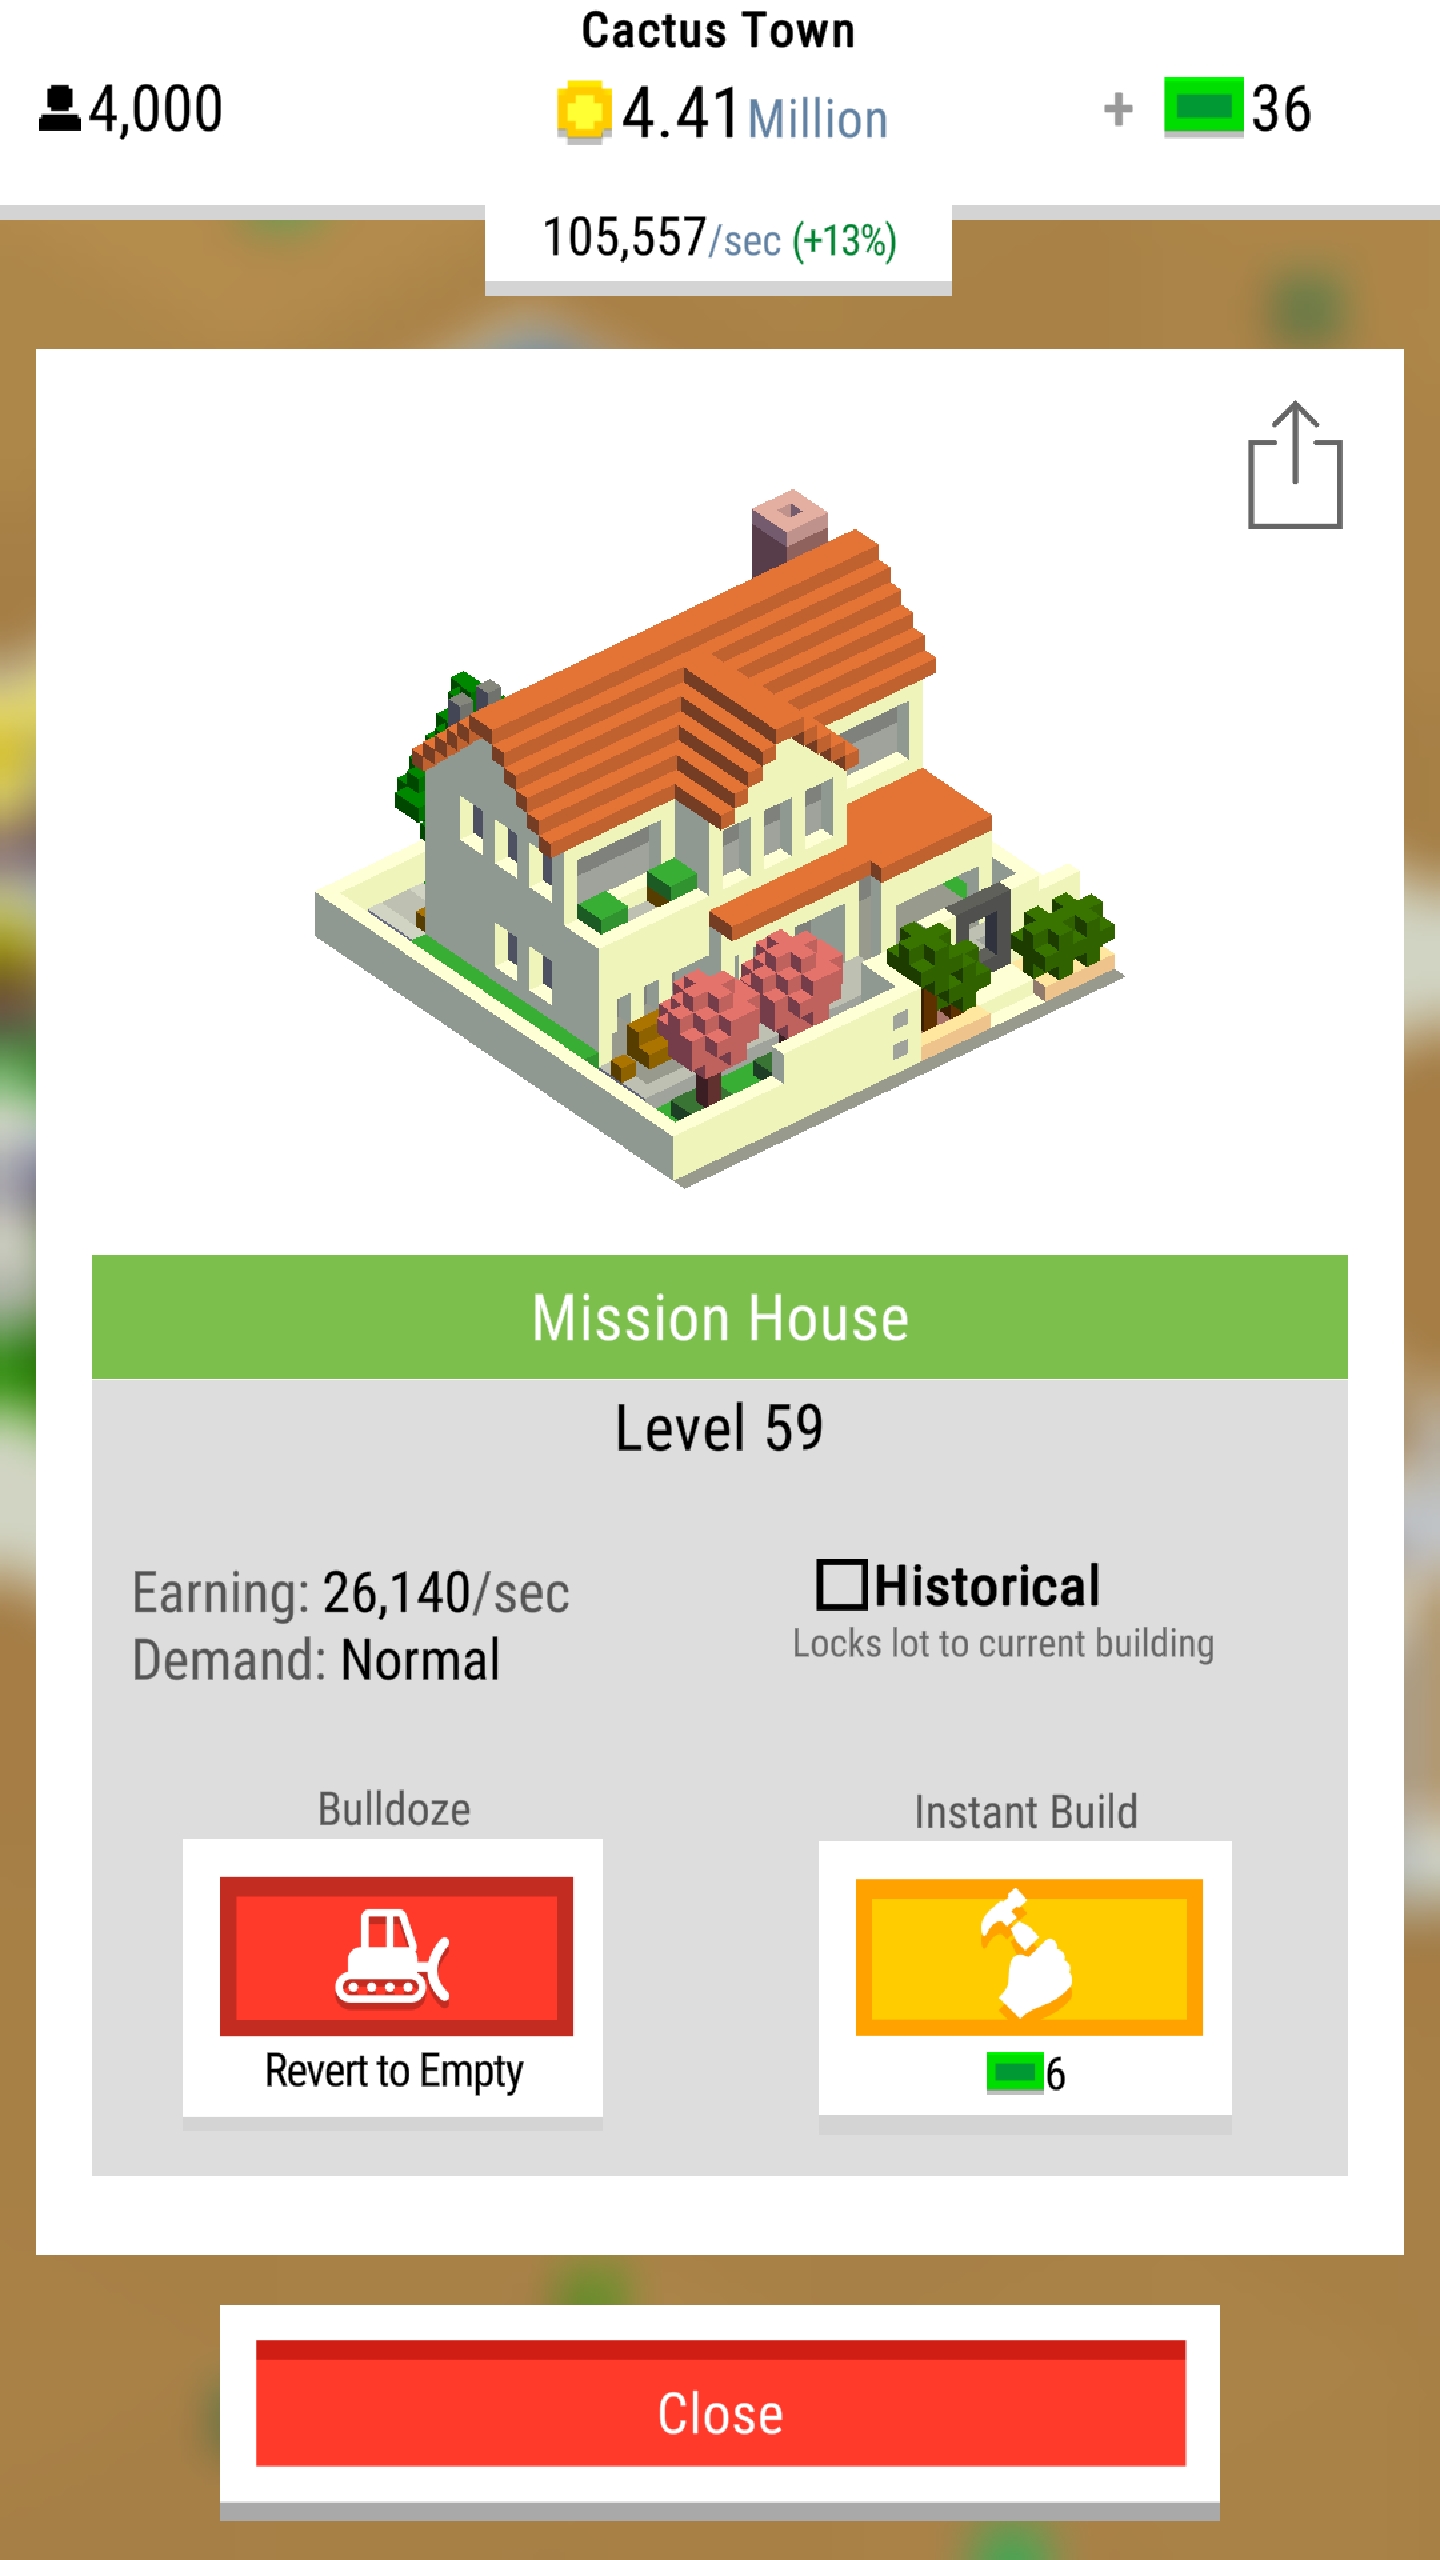 Cactus Town
4,000
4.41 Million
+ 36
105,557/sec (+13%)
Mission House
Level 59
Earning: 26,140/sec
Demand: Normal
Historical
Locks lot to current building
Bulldoze
Revert to Empty
Instant Build
6
Close